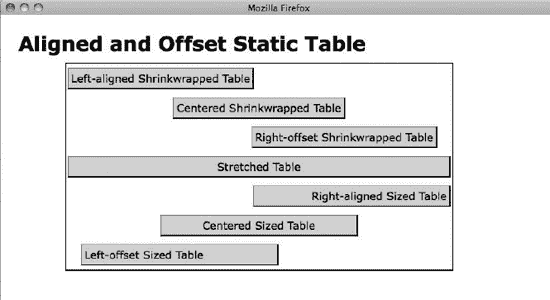 Mozilla Firefox
Aligned and Offset Static Table
Left-aligned Shrinkwrapped Table
Centered Shrinkwrapped Table
Right-offset Shrinkwrapped Table
Stretched Table
Right-aligned Sized Table
Centered Sized Table
Left-offset Sized Table